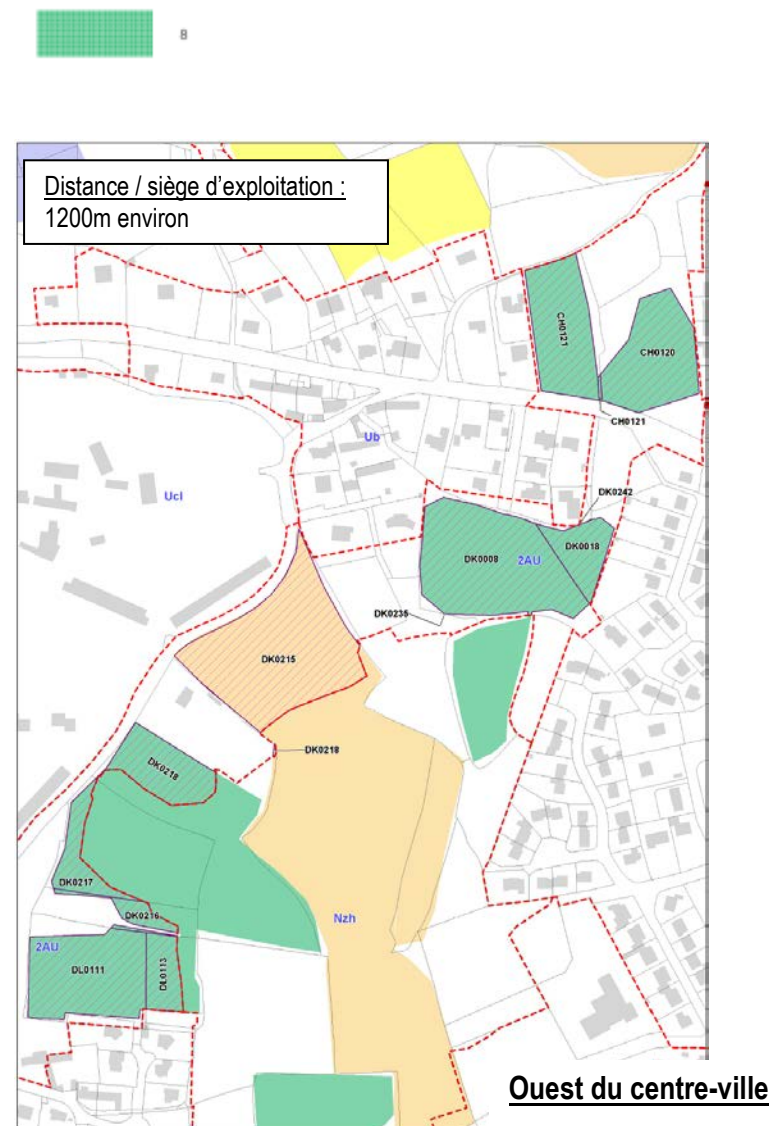 8
Distance / siège d'exploitation :
1200m environ
CH0121
CH0120
CH0121
Ub
Ucl
DK0242
DK0008
2AU
DK0018
DK0235
DK0215
DK0218
DK0218
DK0217
DK0216
Nzh
2AU
DL0111
DL0113
Ouest du centre-ville